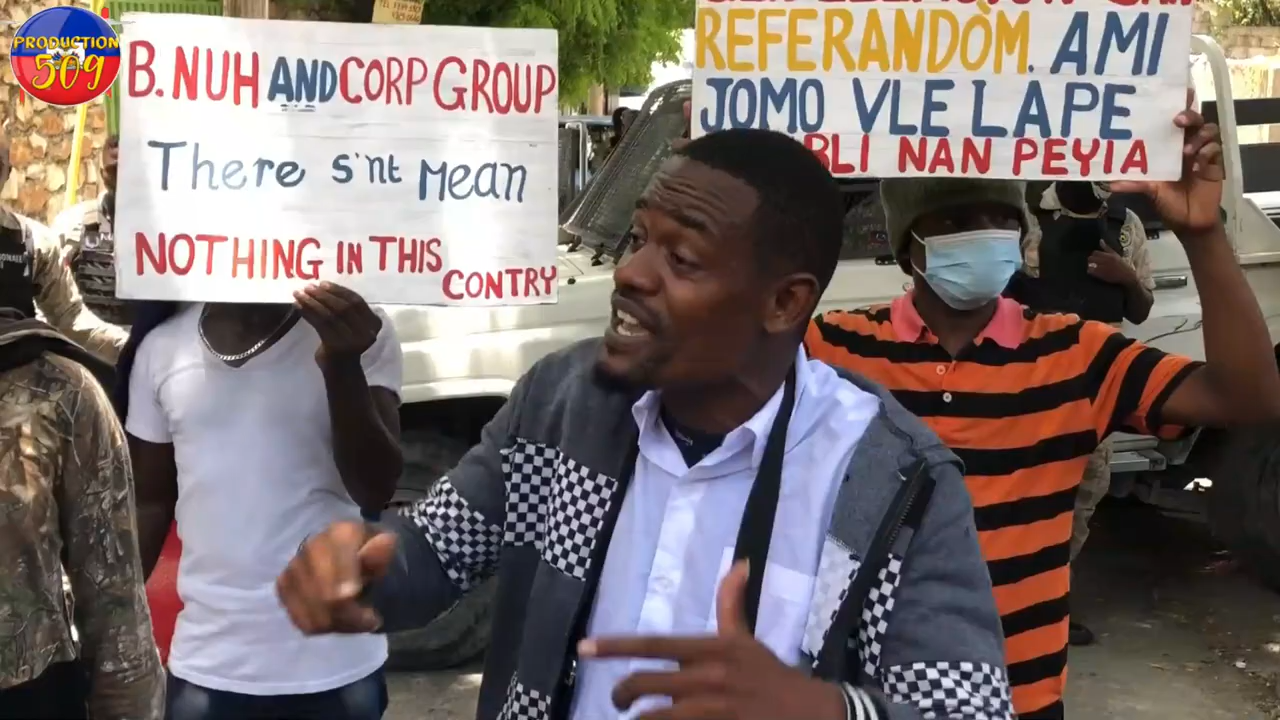 PRODUCTION
509
B. NUH AND CORP GROUP
There s'nt Mean
NOTHING IN THIS
CONTRY
REFERANDÒM. AMI
JOMO VLE LAPE
BLI NAN PEYIA